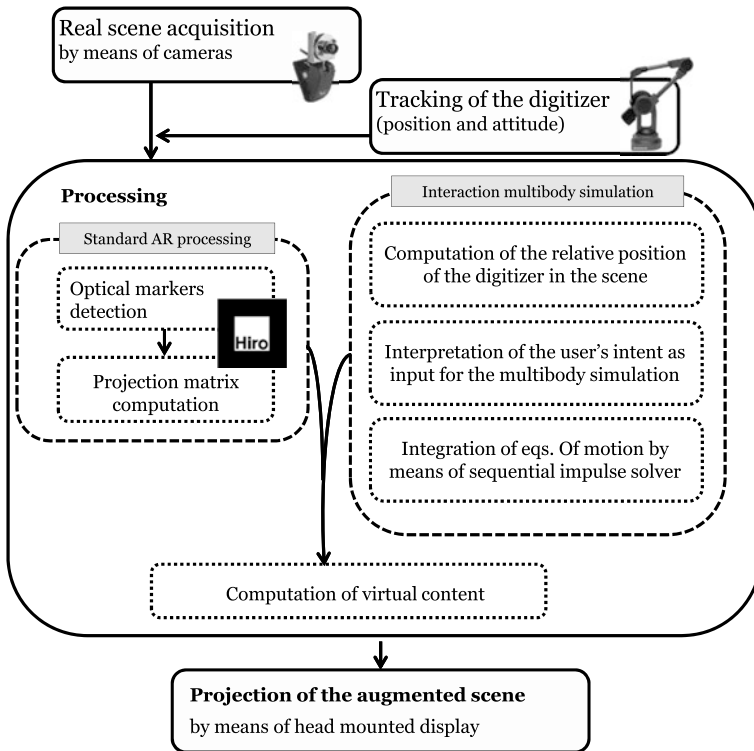 Real scene acquisition
by means of cameras
Tracking of the digitizer
(position and attitude)
Processing
Standard AR processing
Optical markers
detection
Hiro
Projection matrix
computation
Interaction multibody simulation
Computation of the relative position
of the digitizer in the scene
Interpretation of the user's intent as
input for the multibody simulation
Integration of eqs. Of motion by
means of sequential impulse solver
Computation of virtual content
Projection of the augmented scene
by means of head mounted display